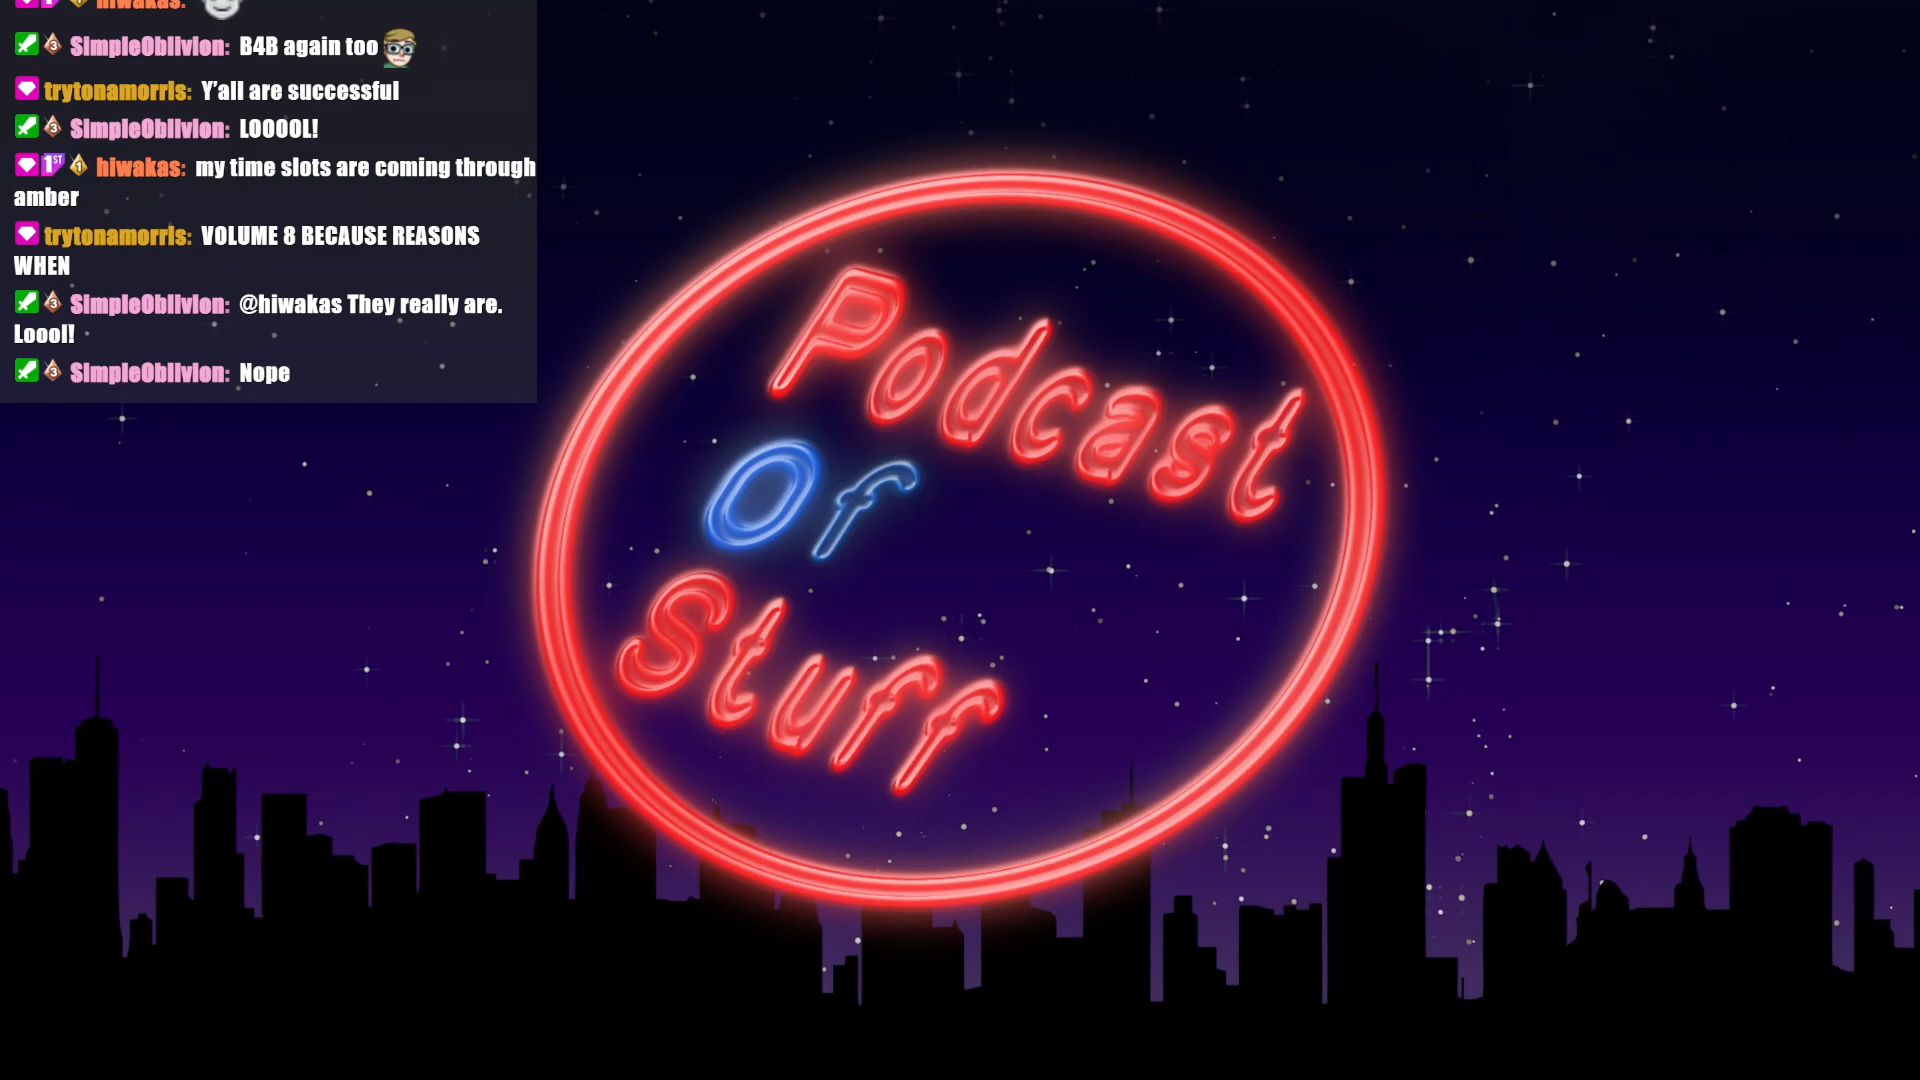 hiwakas:
SimpleOblivion: B4B again too
trytonamorris: Y'all are successful
SimpleOblivion: LOOOOL!
hiwakas: my time slots are coming through
amber
trytonamorris: VOLUME 8 BECAUSE REASONS
WHEN
SimpleOblivion: @hiwakas They really are.
Loool!
SimpleOblivion: Nope
Podcast
Of
Stuff